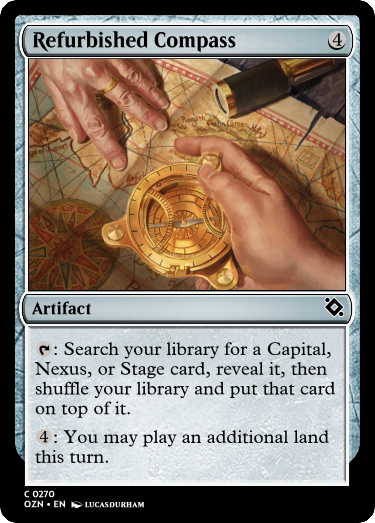 Refurbished Compass 4
Artifact
: Search your library for a Capital,
Nexus, or Stage card, reveal it, then
shuffle your library and put that card
on top of it.
4: You may play an additional land
this turn.
C 0270
OZN • EN LUCASDURHAM